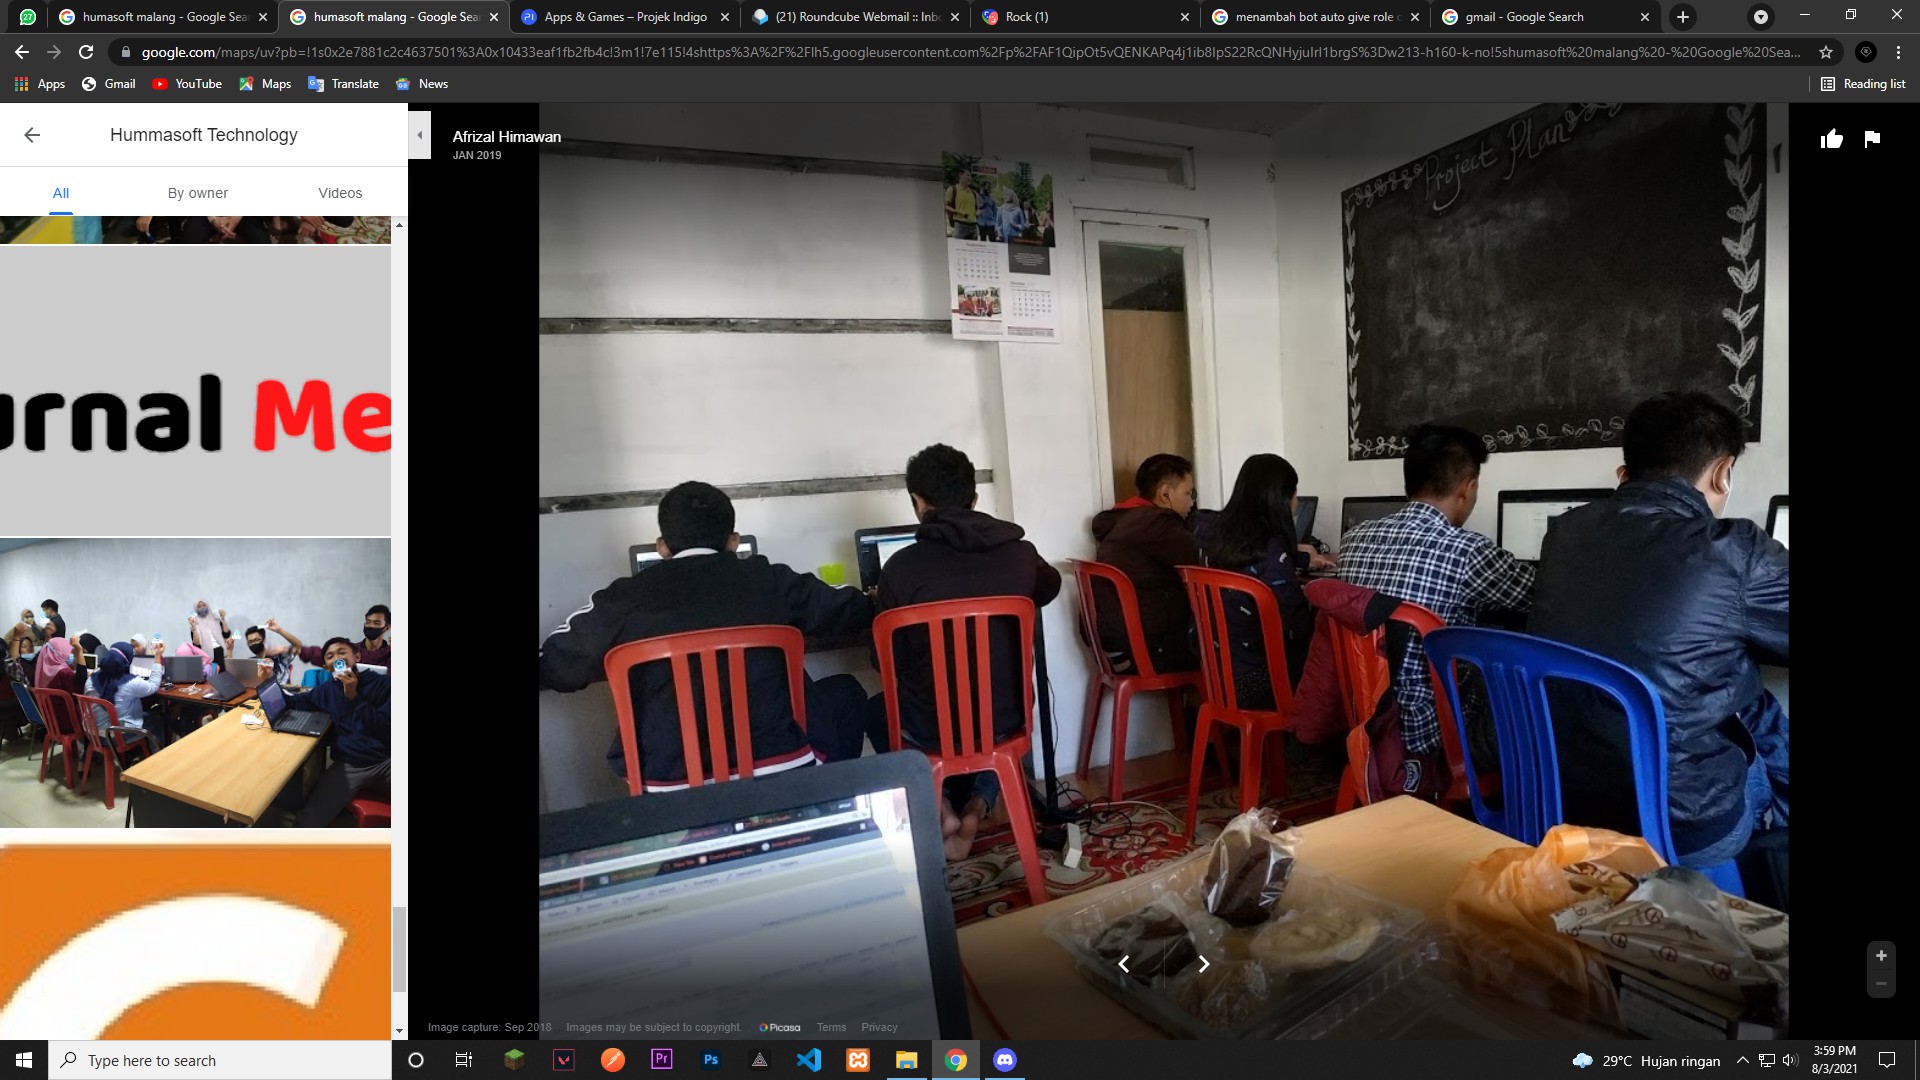 humasoft malang - Google Sea
humasoft malang - Google Sea
Apps & Games – Projek Indigo
(21) Roundcube Webmail :: Inb
Rock (1)
menambah bot auto give role c
gmail - Google Search
google.com/maps/uv?pb=!1s0x2e7881c2c4637501%3A0x10433eaf1fb2fb4c!3m1!7e115!4shttps%3A%2F%2Flh5.googleusercontent.com%2Fp%2FAF1QipOt5vQENKAPq4j1ib8IpS22RcQNHyjuIrI1brgS%3Dw213-h160-k-no!5shumasoft%20malang%20-%20Google%20Sea...
Apps
Gmail
YouTube
Maps
Translate
News
Reading list
Hummasoft Technology
All
By owner
Videos
urnal Me
Afrizal Himawan
JAN 2019
Project Plan
Image capture: Sep 2018
Images may be subject to copyright.
Picasa
Terms
Privacy
Type here to search
Pr
Ps
29°C Hujan ringan
3:59 PM
8/3/2021